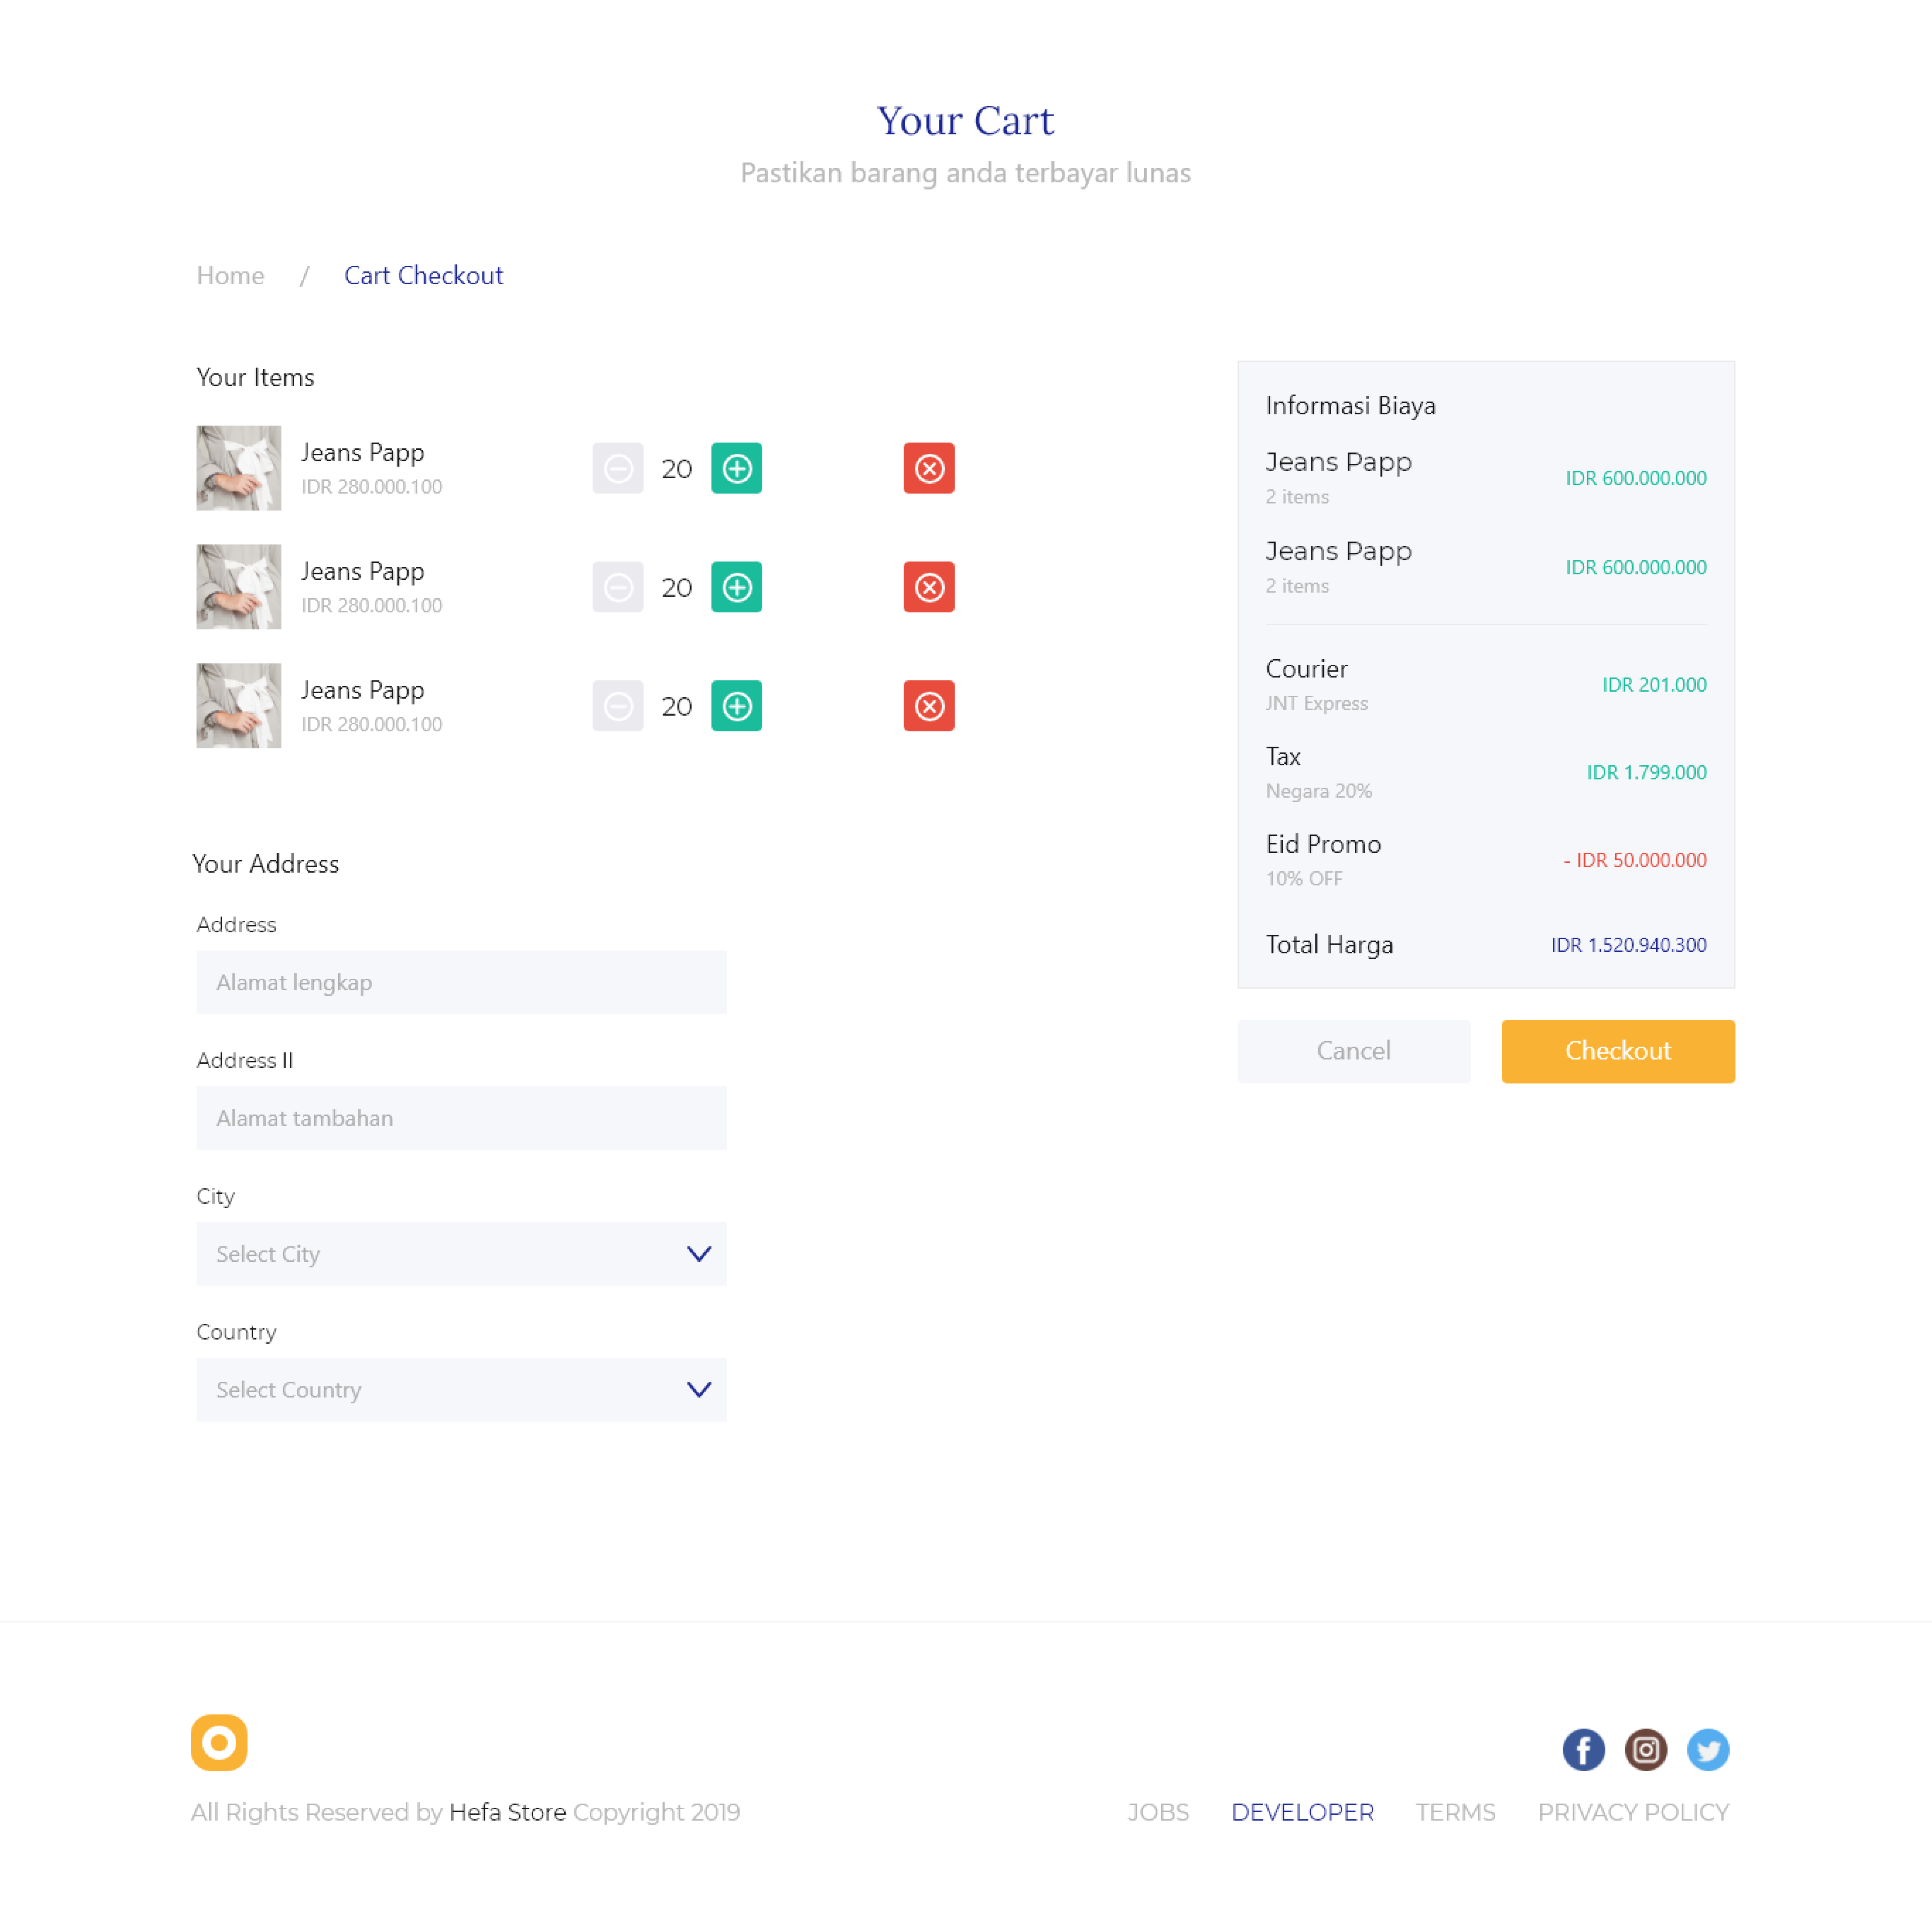 Your Cart
Pastikan barang anda terbayar lunas
Home / Cart Checkout
Your Items
Jeans Papp
IDR 280.000.100
20
Jeans Papp
IDR 280.000.100
20
Jeans Papp
IDR 280.000.100
20
Your Address
Address
Alamat lengkap
Address II
Alamat tambahan
City
Select City
Country
Select Country
Informasi Biaya
Jeans Papp
2 items
IDR 600.000.000
Jeans Papp
2 items
IDR 600.000.000
Courier
JNT Express
IDR 201.000
Tax
Negara 20%
IDR 1.799.000
Eid Promo
10% OFF
- IDR 50.000.000
Total Harga
IDR 1.520.940.300
Cancel
Checkout
All Rights Reserved by Hefa Store Copyright 2019
JOBS DEVELOPER TERMS PRIVACY POLICY